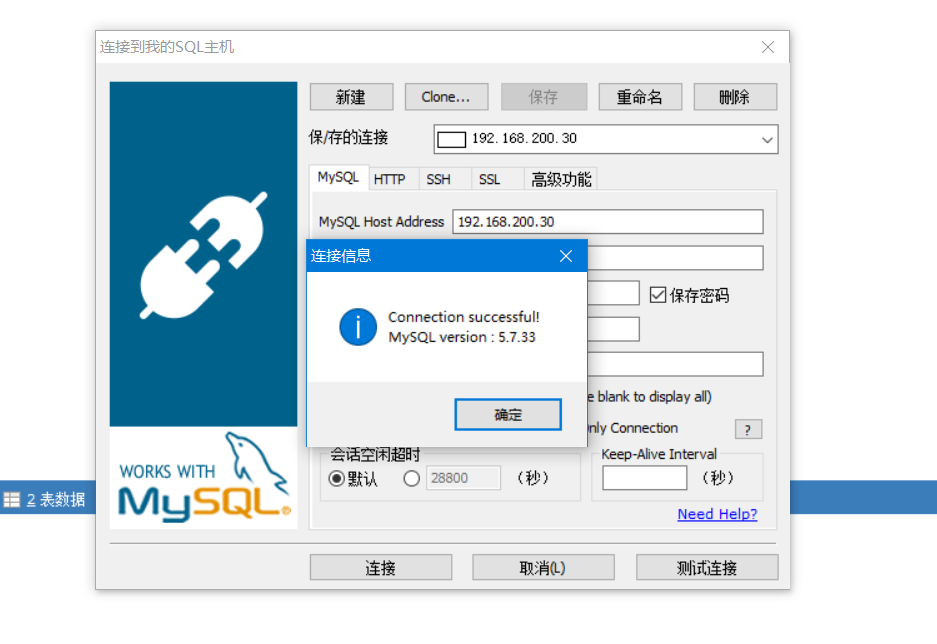 连接到我的SQL主机
新建 Clone... 保存 重命名 删除
保/存的连接 192.168.200.30
MySQL HTTP SSH SSL 高级功能
MySQL Host Address 192.168.200.30
连接信息
保存密码
Connection successful!
MySQL version : 5.7.33
e blank to display all)
确定
nly Connection ?
会话空闲超时 Keep-Alive Interval
默认 28800 (秒) (秒)
WORKS WITH
MySQL
2 表数据
Need Help?
连接 取消(L) 测试连接